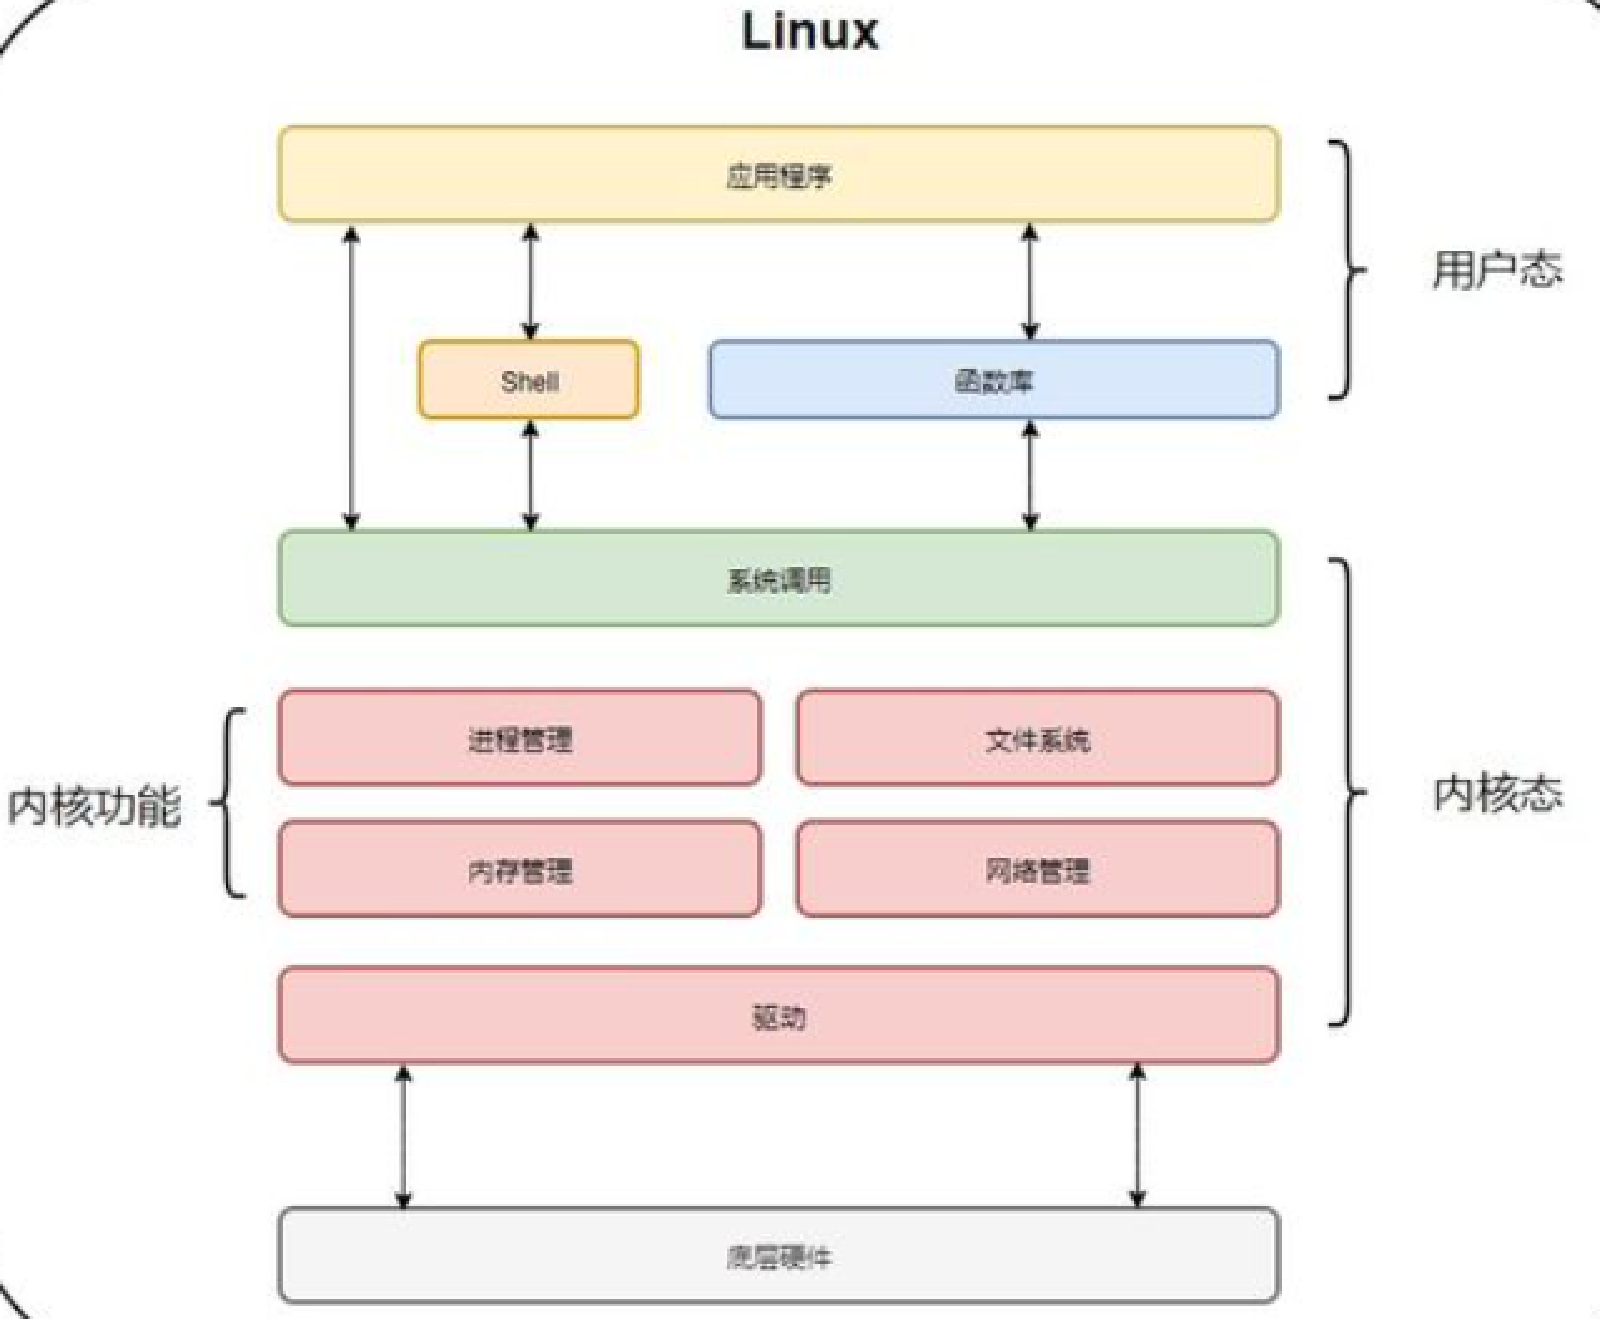 Linux
应用程序
用户态
Shell
函数库
系统调用
进程管理
文件系统
内核功能
内核态
内存管理
网络管理
驱动
底层硬件